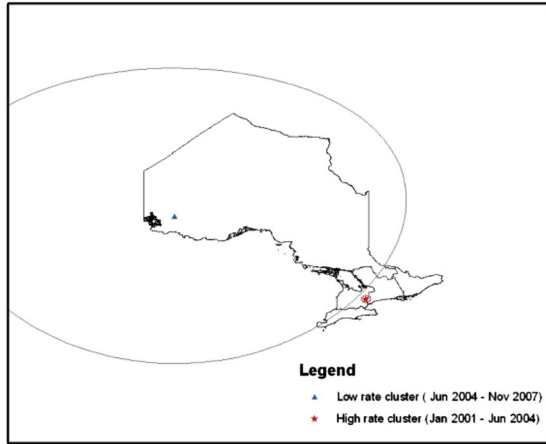 Legend
Low rate cluster ( Jun 2004 - Nov 2007)
High rate cluster (Jan 2001 - Jun 2004)